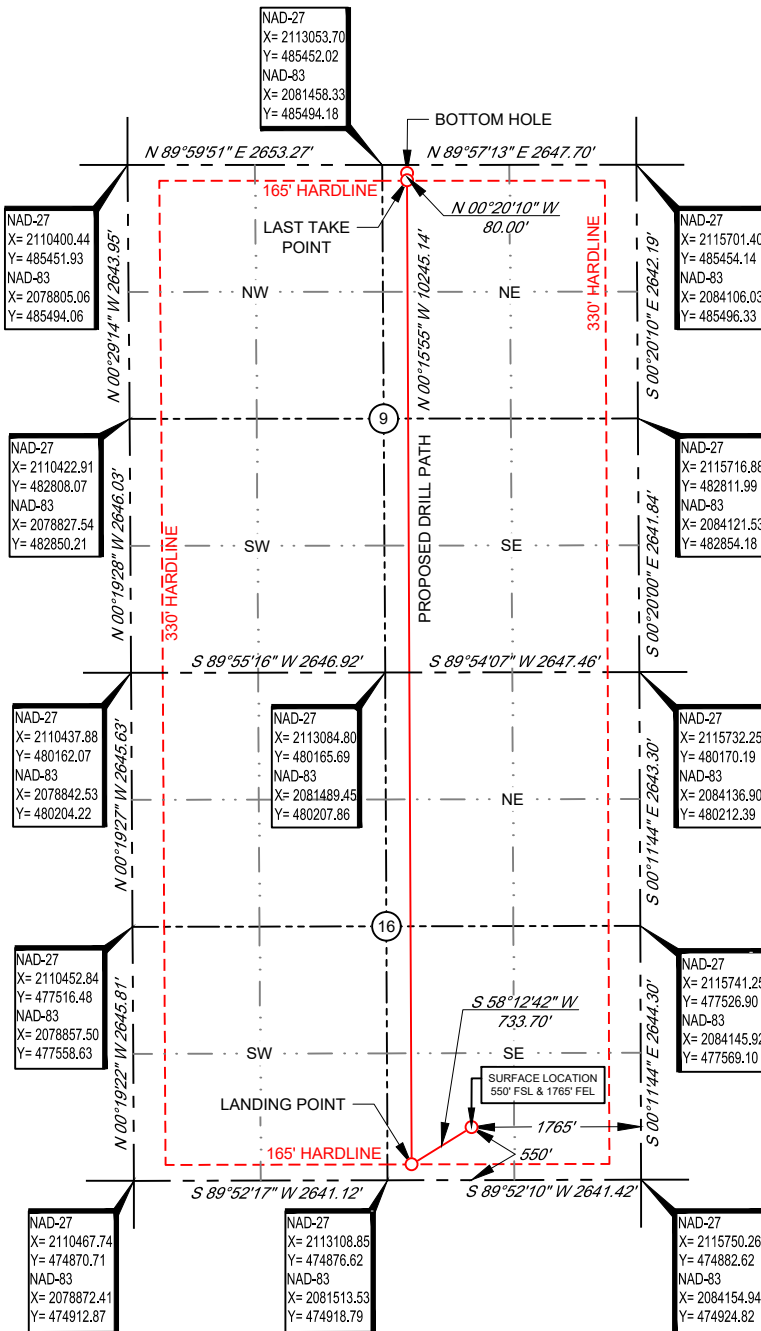 NAD-27
X= 2113053.70
Y= 485452.02
NAD-83
X= 2081458.33
Y= 485494.18
BOTTOM HOLE
N 89°59'51" E 2653.27'
N 89°57'13" E 2647.70'
165' HARDLINE
LAST TAKE
POINT
N 00°20'10" W
80.00'
NAD-27
X= 2110400.44
Y= 485451.93
NAD-83
X= 2078805.06
Y= 485494.06
NAD-27
X= 2115701.40
Y= 485454.14
NAD-83
X= 2084106.03
Y= 485496.33
N 00°29'14" W 2643.95'
NW
N 00°15'55" W 10245.14'
NE
330' HARDLINE
S 00°20'10" E 2642.19'
9
NAD-27
X= 2110422.91
Y= 482808.07
NAD-83
X= 2078827.54
Y= 482850.21
NAD-27
X= 2115716.88
Y= 482811.99
NAD-83
X= 2084121.53
Y= 482854.18
N 00°19'28" W 2646.03'
330' HARDLINE
SW
PROPOSED DRILL PATH
SE
S 00°20'00" E 2641.84'
S 89°55'16" W 2646.92'
S 89°54'07" W 2647.46'
NAD-27
X= 2110437.88
Y= 480162.07
NAD-83
X= 2078842.53
Y= 480204.22
NAD-27
X= 2113084.80
Y= 480165.69
NAD-83
X= 2081489.45
Y= 480207.86
NAD-27
X= 2115732.25
Y= 480170.19
NAD-83
X= 2084136.90
Y= 480212.39
N 00°19'27" W 2645.63'
NE
S 00°11'44" E 2643.30'
16
NAD-27
X= 2110452.84
Y= 477516.48
NAD-83
X= 2078857.50
Y= 477558.63
NAD-27
X= 2115741.25
Y= 477526.90
NAD-83
X= 2084145.92
Y= 477569.10
N 00°19'22" W 2645.81'
SW
S 58°12'42" W
733.70'
SE
S 00°11'44" E 2644.30'
SURFACE LOCATION
550' FSL & 1765' FEL
LANDING POINT
1765'
550'
165' HARDLINE
S 89°52'17" W 2641.12'
S 89°52'10" W 2641.42'
NAD-27
X= 2110467.74
Y= 474870.71
NAD-83
X= 2078872.41
Y= 474912.87
NAD-27
X= 2113108.85
Y= 474876.62
NAD-83
X= 2081513.53
Y= 474918.79
NAD-27
X= 2115750.26
Y= 474882.62
NAD-83
X= 2084154.94
Y= 474924.82